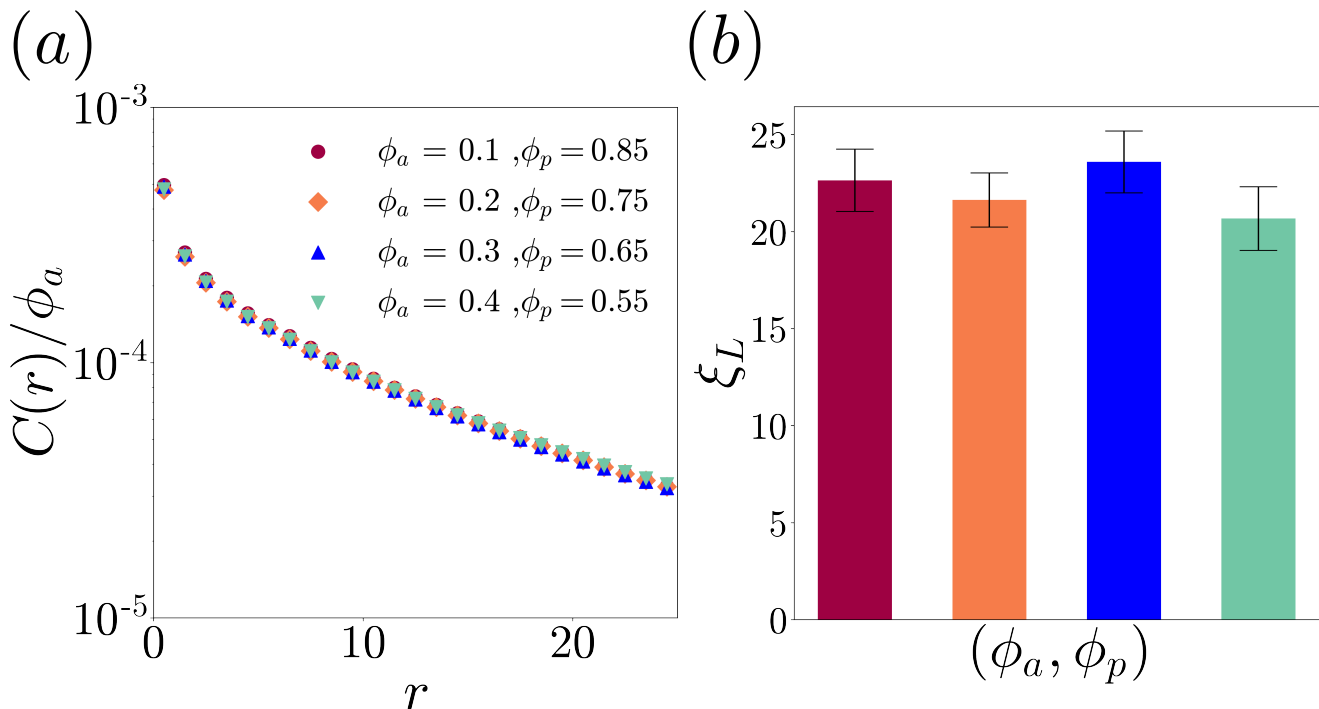 (a)
10⁻³
10⁻⁴
10⁻⁵
C(r)/ϕₐ
ϕₐ = 0.1 ,ϕₚ = 0.85
ϕₐ = 0.2 ,ϕₚ = 0.75
ϕₐ = 0.3 ,ϕₚ = 0.65
ϕₐ = 0.4 ,ϕₚ = 0.55
0 10 20
r
(b)
25
20
15
10
5
0
ξ_L
(ϕₐ, ϕₚ)